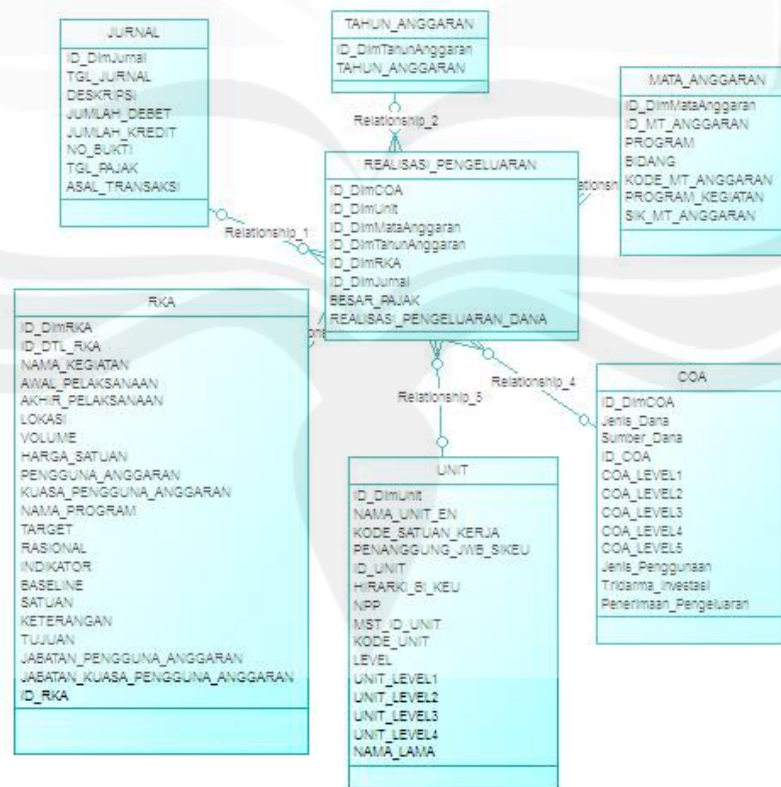 JURNAL
ID_DimJurnal
TGL_JURNAL
DESKRIPSI
JUMLAH_DEBET
JUMLAH_KREDIT
NO_BUKTI
TGL_PAJAK
ASAL_TRANSAKSI
TAHUN_ANGGARAN
ID_DimTahunAnggaran
TAHUN_ANGGARAN
Relationship_2
MATA_ANGGARAN
ID_DimMataAnggaran
ID_MT_ANGGARAN
PROGRAM
BIDANG
KODE_MT_ANGGARAN
PROGRAM_KEGIATAN
SIK_MT_ANGGARAN
REALISASI_PENGELUARAN
ID_DimCOA
ID_DimUnit
ID_DimMataAnggaran
ID_DimTahunAnggaran
ID_DimRKA
ID_DimJurnal
BESAR_PAJAK
REALISASI_PENGELUARAN_DANA
Relationship_1
RKA
ID_DimRKA
ID_DTL_RKA
NAMA_KEGIATAN
AWAL_PELAKSANAAN
AKHIR_PELAKSANAAN
LOKASI
VOLUME
HARGA_SATUAN
PENGGUNA_ANGGARAN
KUASA_PENGGUNA_ANGGARAN
NAMA_PROGRAM
TARGET
RASIONAL
INDIKATOR
BASELINE
SATUAN
KETERANGAN
TUJUAN
JABATAN_PENGGUNA_ANGGARAN
JABATAN_KUASA_PENGGUNA_ANGGARAN
ID_RKA
Relationship_4
UNIT
ID_DimUnit
NAMA_UNIT_EN
KODE_SATUAN_KERJA
PENANGGUNG_JWB_SIKEU
ID_UNIT
HIRARKI_BI_KEU
NPP
MST_ID_UNIT
KODE_UNIT
LEVEL
UNIT_LEVEL1
UNIT_LEVEL2
UNIT_LEVEL3
UNIT_LEVEL4
NAMA_LAMA
COA
ID_DimCOA
Jenis_Dana
Sumber_Dana
ID_COA
COA_LEVEL1
COA_LEVEL2
COA_LEVEL3
COA_LEVEL4
COA_LEVEL5
Jenis_Penggunaan
Tridarma_Investasi
Penerimaan_Pengeluaran